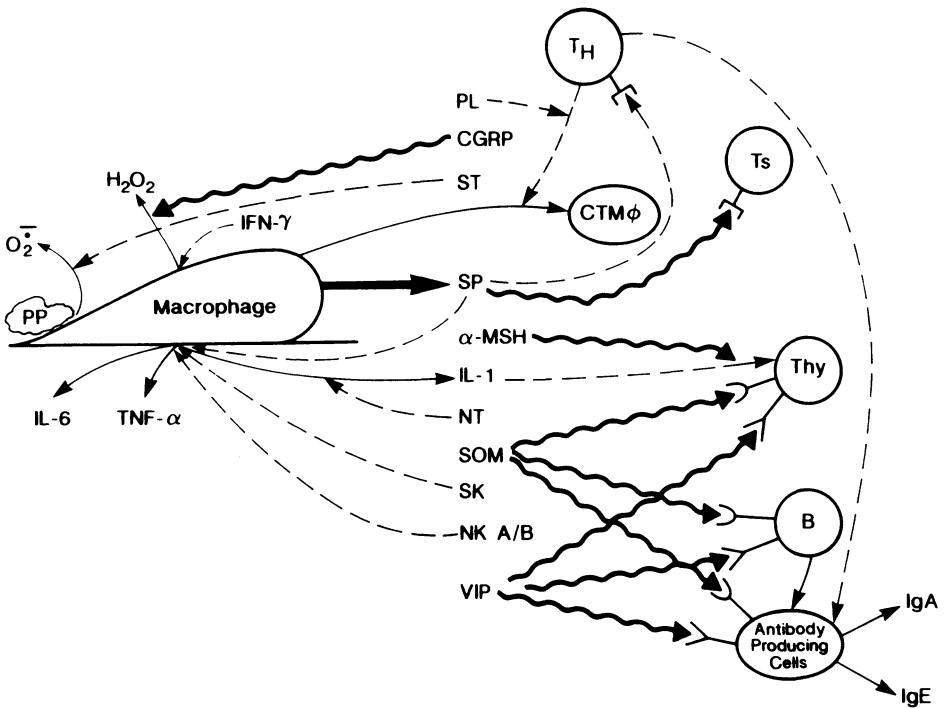 T_H
PL
CGRP
ST
H₂O₂
IFN-γ
O₂•̄
CTMϕ
Ts
PP
Macrophage
SP
α-MSH
IL-1
Thy
IL-6
TNF-α
NT
SOM
SK
NK A/B
B
VIP
Antibody
Producing
Cells
IgA
IgE